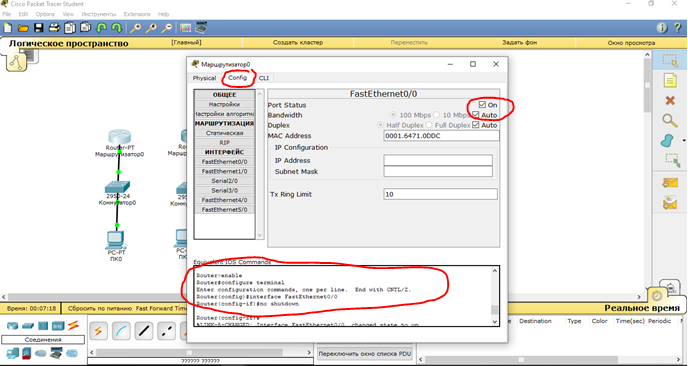 Cisco Packet Tracer Student
File Edit Options View Инструменты Extensions Help
Логическое пространство [Главный] Создать кластер Переместить Задать фон Окно просмотра
Маршрутизатор0
Physical Config CLI
ОБЩЕЕ
Настройки
настройки алгоритмо
МАРШРУТИЗАЦИЯ
Статическая
RIP
ИНТЕРФЕЙС
FastEthernet0/0
FastEthernet1/0
Serial2/0
Serial3/0
FastEthernet4/0
FastEthernet5/0
FastEthernet0/0
Port Status On
Bandwidth 100 Mbps 10 Mbps Auto
Duplex Half Duplex Full Duplex Auto
MAC Address 0001.6471.0DDC
IP Configuration
IP Address
Subnet Mask
Tx Ring Limit 10
Equivalent IOS Commands
Router>enable
Router#configure terminal
Enter configuration commands, one per line. End with CNTL/Z.
Router(config)#interface FastEthernet0/0
Router(config-if)#no shutdown
Router(config-if)#
%LINK-5-CHANGED: Interface FastEthernet0/0, changed state to up
Router-PT
Маршрутизатор0
2950-24
Коммутатор0
PC-PT
ПК0
Time: 00:07:18 Сбросить по питанию Fast Forward Time
Реальное время
Соединения
?????? ??????
Переключить окно списка PDU
Destination Type Color Time(sec) Periodic